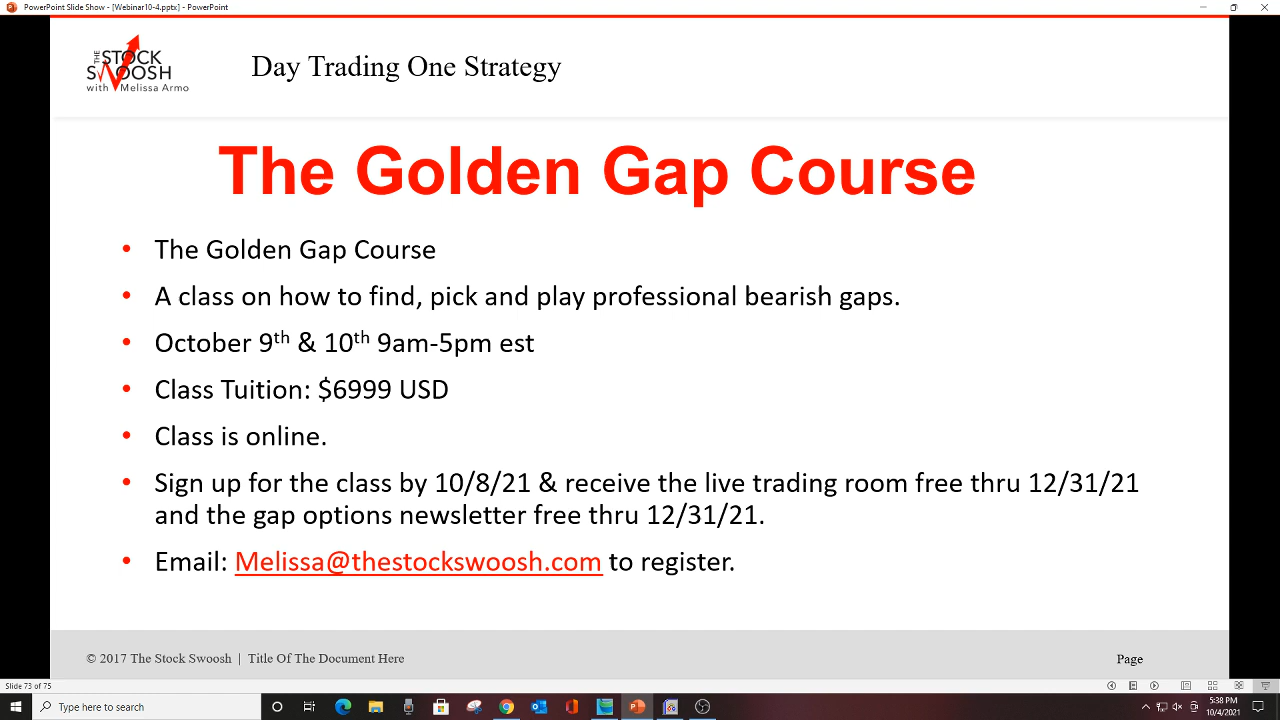 PowerPoint Slide Show - [Webinar10-4.pptx] - PowerPoint
THE
STOCK
SWOOSH
with Melissa Armo
Day Trading One Strategy
The Golden Gap Course
• The Golden Gap Course
• A class on how to find, pick and play professional bearish gaps.
• October 9th & 10th 9am-5pm est
• Class Tuition: $6999 USD
• Class is online.
• Sign up for the class by 10/8/21 & receive the live trading room free thru 12/31/21
and the gap options newsletter free thru 12/31/21.
• Email: Melissa@thestockswoosh.com to register.
© 2017 The Stock Swoosh | Title Of The Document Here
Page
Slide 73 of 75
Type here to search
5:38 PM
10/4/2021